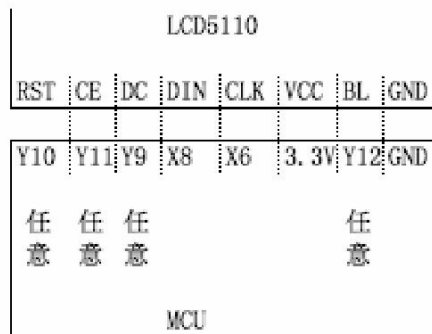 LCD5110
RST CE DC DIN CLK VCC BL GND
Y10 Y11 Y9 X8 X6 3.3V Y12 GND
任意 任意 任意 任意
MCU